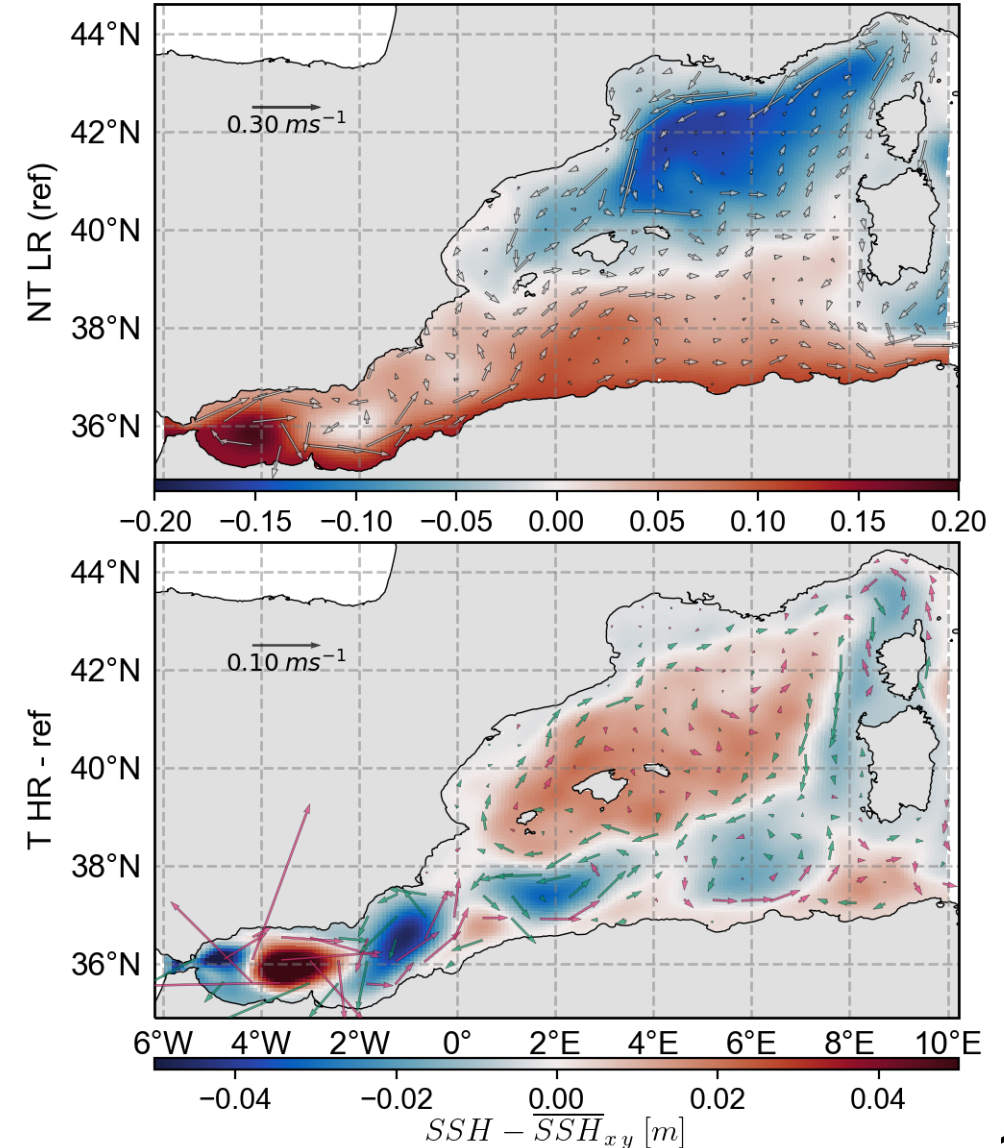 44°N
42°N
40°N
38°N
36°N
NT LR (ref)
0.30 ms⁻¹
−0.20 −0.15 −0.10 −0.05 0.00 0.05 0.10 0.15 0.20
44°N
42°N
40°N
38°N
36°N
T HR - ref
0.10 ms⁻¹
6°W 4°W 2°W 0° 2°E 4°E 6°E 8°E 10°E
−0.04 −0.02 0.00 0.02 0.04
SSH − \overline{SSH}_{xy} [m]